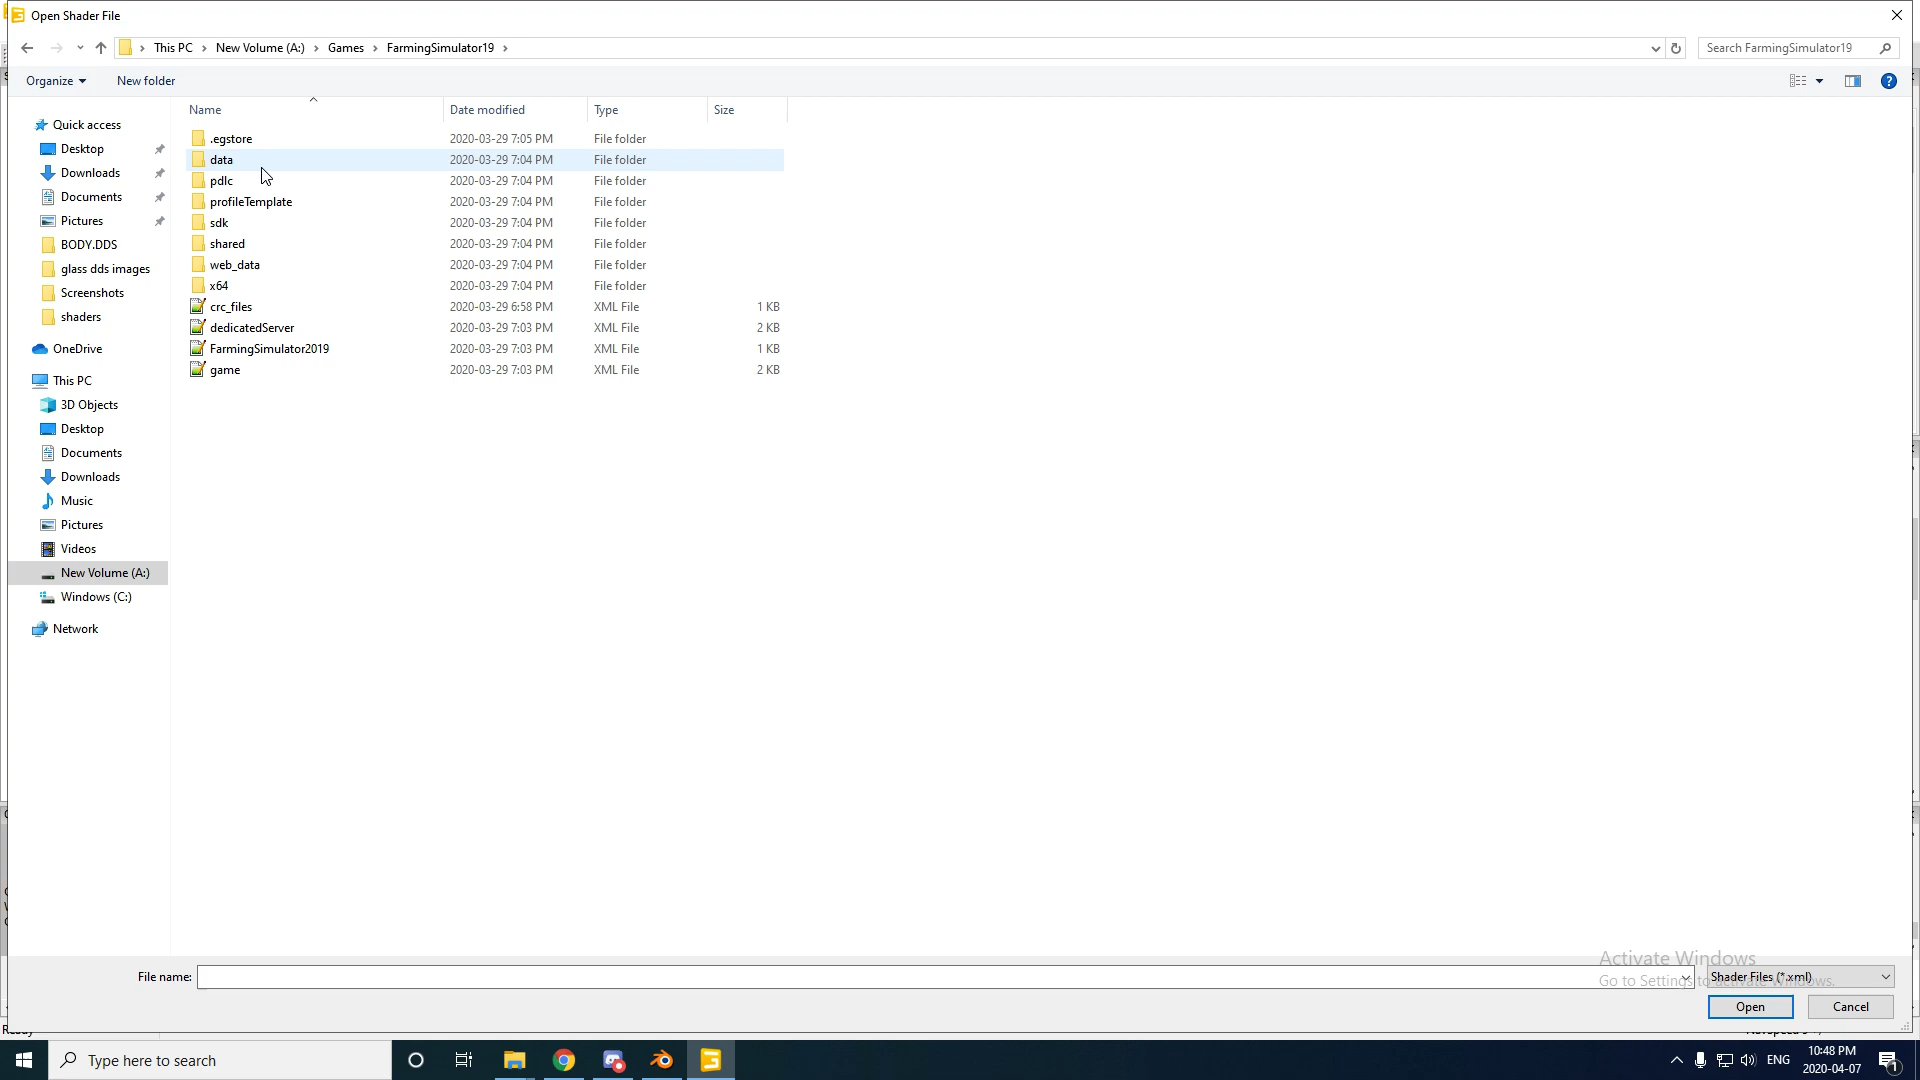 Open Shader File
This PC > New Volume (A:) > Games > FarmingSimulator19 >
Search FarmingSimulator19
Organize
New folder
Name
Date modified
Type
Size
Quick access
Desktop
Downloads
Documents
Pictures
BODY.DDS
glass dds images
Screenshots
shaders
OneDrive
This PC
3D Objects
Desktop
Documents
Downloads
Music
Pictures
Videos
New Volume (A:)
Windows (C:)
Network
.egstore 2020-03-29 7:05 PM File folder
data 2020-03-29 7:04 PM File folder
pdlc 2020-03-29 7:04 PM File folder
profileTemplate 2020-03-29 7:04 PM File folder
sdk 2020-03-29 7:04 PM File folder
shared 2020-03-29 7:04 PM File folder
web_data 2020-03-29 7:04 PM File folder
x64 2020-03-29 7:04 PM File folder
crc_files 2020-03-29 6:58 PM XML File 1 KB
dedicatedServer 2020-03-29 7:03 PM XML File 2 KB
FarmingSimulator2019 2020-03-29 7:03 PM XML File 1 KB
game 2020-03-29 7:03 PM XML File 2 KB
Activate Windows
Go to Settings to activate Windows.
File name:
Shader Files (*.xml)
Open
Cancel
Type here to search
ENG
10:48 PM
2020-04-07
1